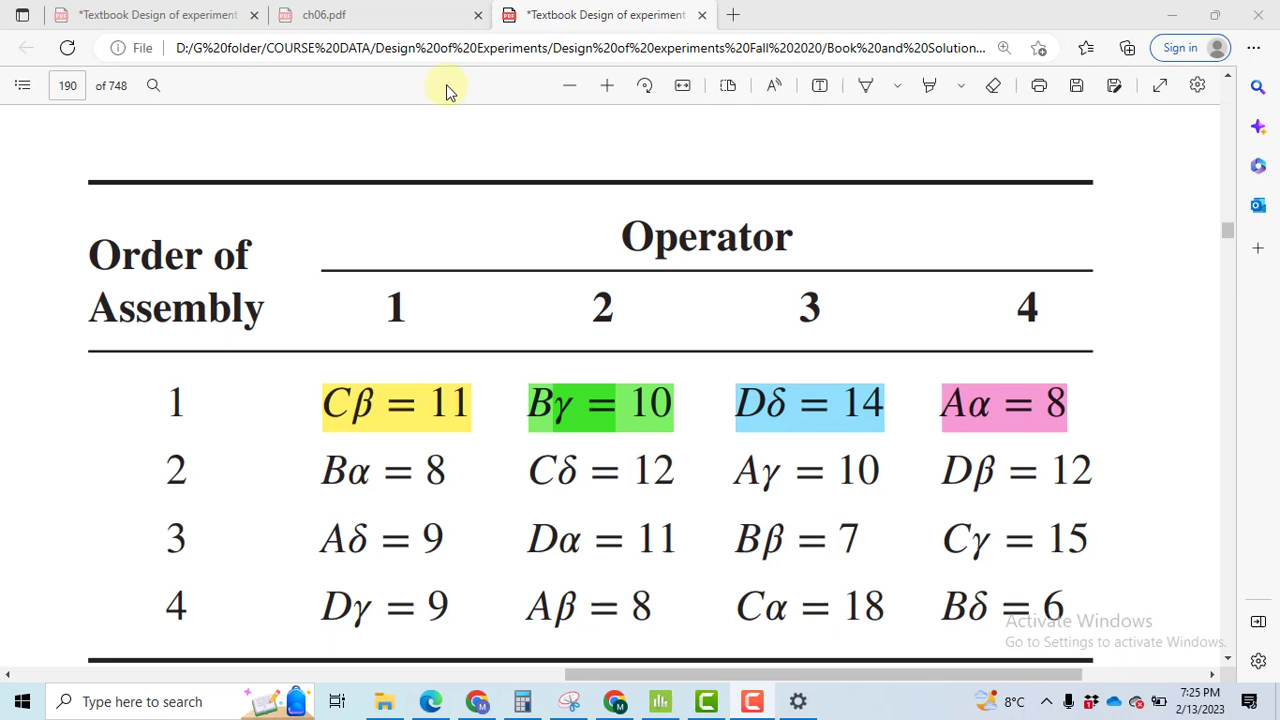 *Textbook Design of experiment
ch06.pdf
*Textbook Design of experiment
File
D:/G%20folder/COURSE%20DATA/Design%20of%20Experiments/Design%20of%20experiments%20Fall%202020/Book%20and%20Solution...
Sign in
190 of 748
Operator
Order of
Assembly
1 2 3 4
1 Cβ = 11 Bγ = 10 Dδ = 14 Aα = 8
2 Bα = 8 Cδ = 12 Aγ = 10 Dβ = 12
3 Aδ = 9 Dα = 11 Bβ = 7 Cγ = 15
4 Dγ = 9 Aβ = 8 Cα = 18 Bδ = 6
Activate Windows
Go to Settings to activate Windows.
Type here to search
8°C
7:25 PM
2/13/2023